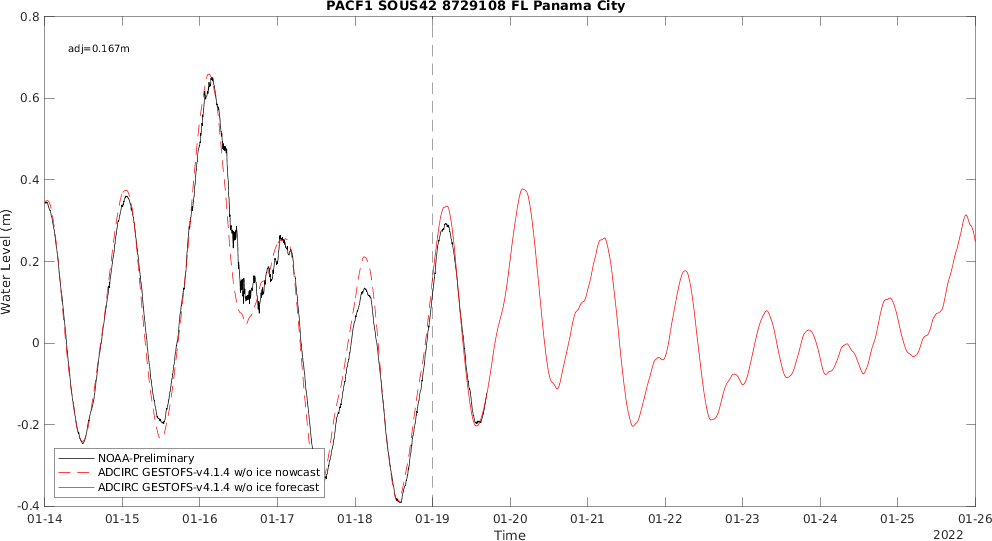 PACF1 SOUS42 8729108 FL Panama City
adj=0.167m
0.8
0.6
0.4
0.2
0
-0.2
-0.4
Water Level (m)
NOAA-Preliminary
ADCIRC GESTOFS-v4.1.4 w/o ice nowcast
ADCIRC GESTOFS-v4.1.4 w/o ice forecast
01-14 01-15 01-16 01-17 01-18 01-19 01-20 01-21 01-22 01-23 01-24 01-25 01-26
Time
2022